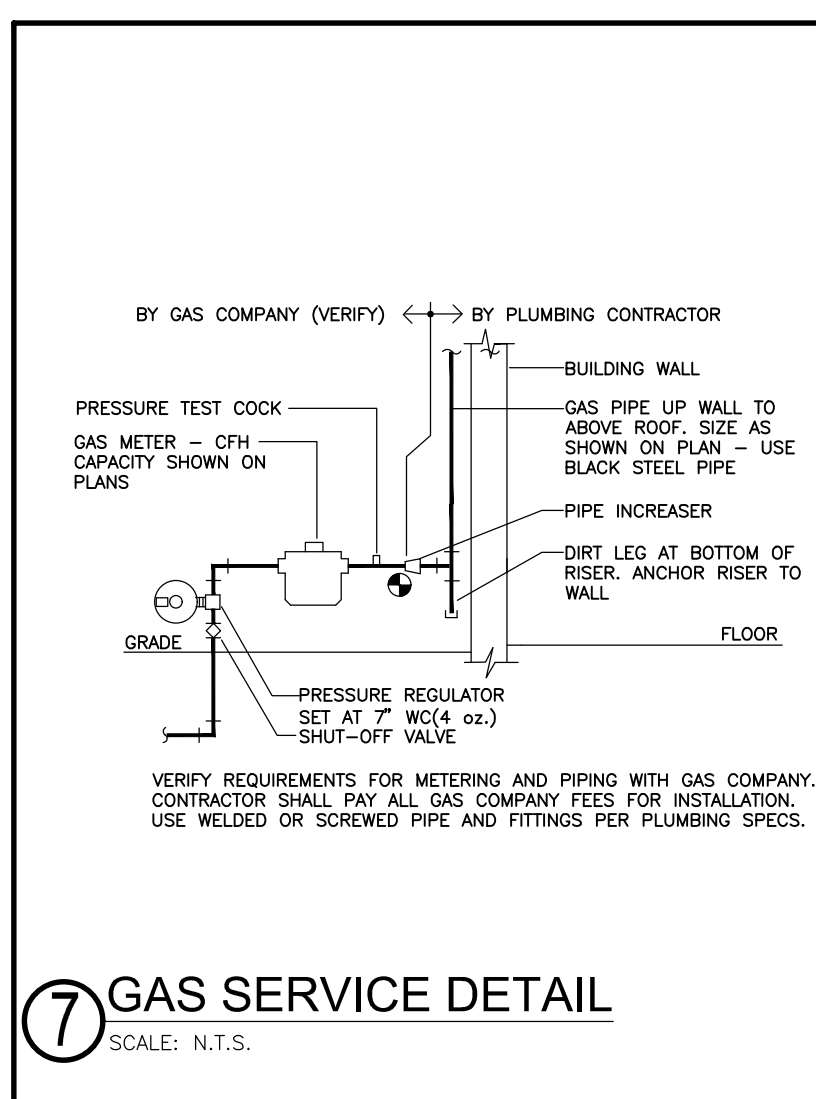 BY GAS COMPANY (VERIFY)
BY PLUMBING CONTRACTOR
BUILDING WALL
PRESSURE TEST COCK
GAS METER – CFH
CAPACITY SHOWN ON
PLANS
GAS PIPE UP WALL TO
ABOVE ROOF. SIZE AS
SHOWN ON PLAN – USE
BLACK STEEL PIPE
PIPE INCREASER
DIRT LEG AT BOTTOM OF
RISER. ANCHOR RISER TO
WALL
GRADE
FLOOR
PRESSURE REGULATOR
SET AT 7" WC(4 oz.)
SHUT–OFF VALVE
VERIFY REQUIREMENTS FOR METERING AND PIPING WITH GAS COMPANY.
CONTRACTOR SHALL PAY ALL GAS COMPANY FEES FOR INSTALLATION.
USE WELDED OR SCREWED PIPE AND FITTINGS PER PLUMBING SPECS.
7 GAS SERVICE DETAIL
SCALE: N.T.S.